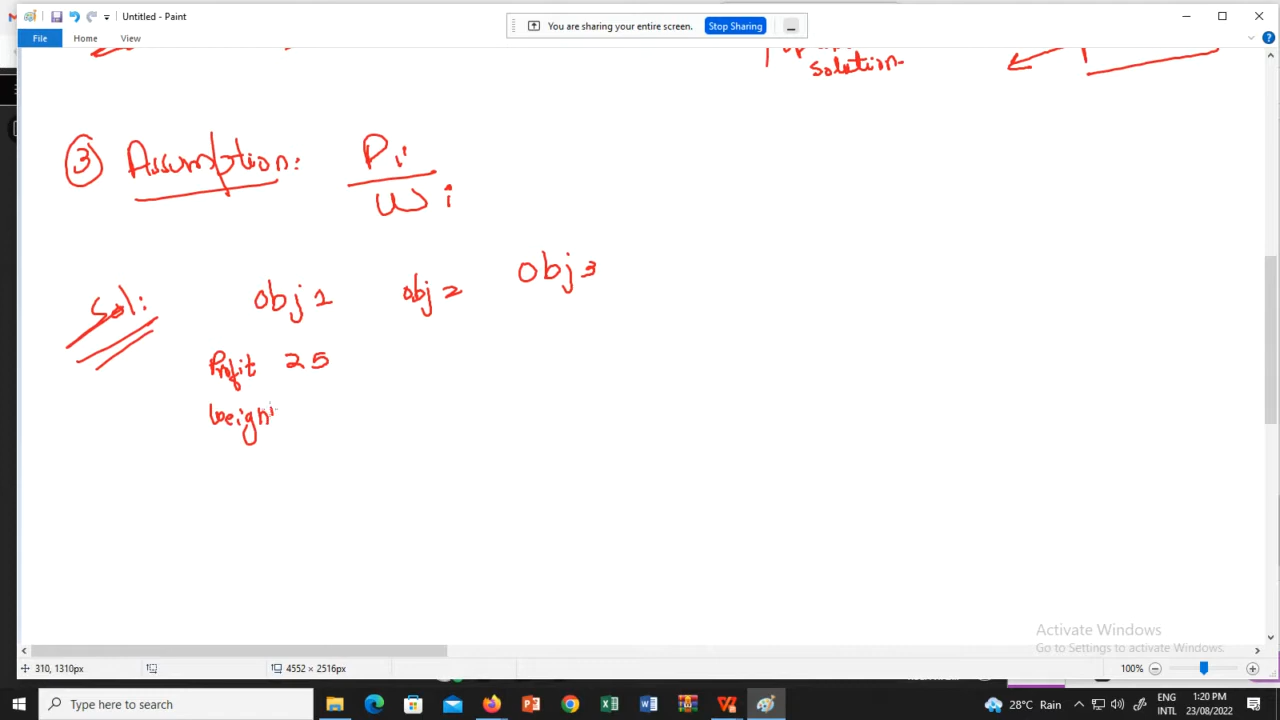 Untitled - Paint
You are sharing your entire screen. Stop Sharing
File Home View
solution.
3 Assumption: Pi
Wi
Sol: Obj 1 Obj 2 Obj 3
Profit 25
Weigh
310, 1310px 4552 × 2516px 100%
Activate Windows
Go to Settings to activate Windows.
Type here to search
28°C Rain
ENG
INTL
1:20 PM
23/08/2022